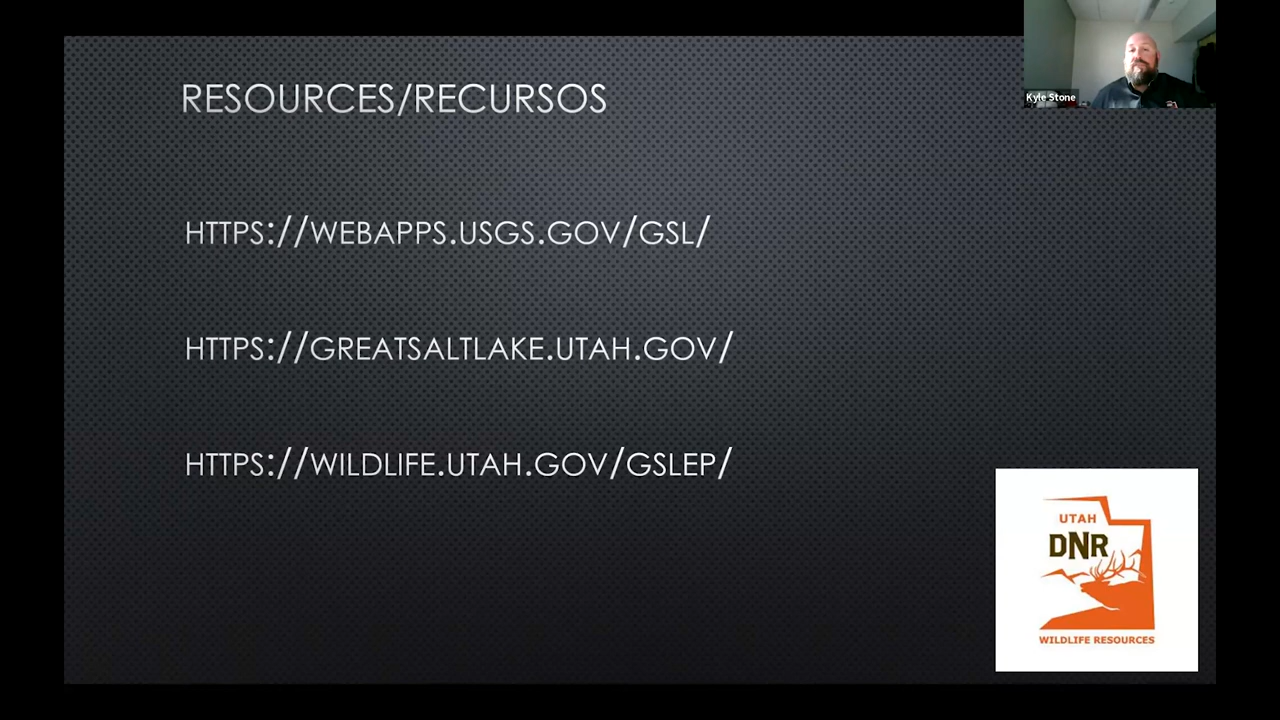 RESOURCES/RECURSOS
Kyle Stone
HTTPS://WEBAPPS.USGS.GOV/GSL/
HTTPS://GREATSALTLAKE.UTAH.GOV/
HTTPS://WILDLIFE.UTAH.GOV/GSLEP/
UTAH
DNR
WILDLIFE RESOURCES